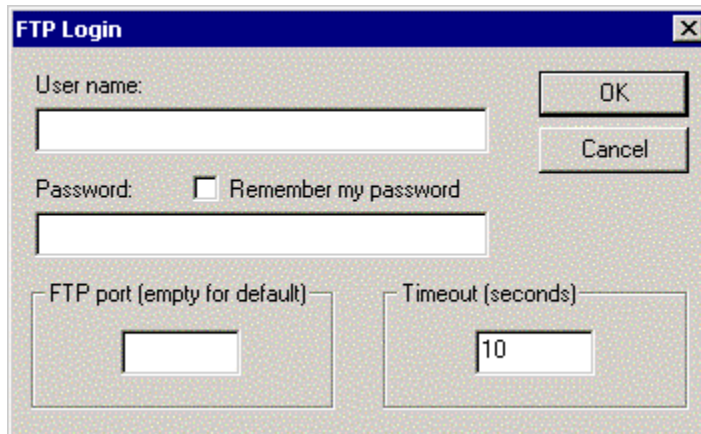 FTP Login
User name:
OK
Cancel
Password:
Remember my password
FTP port (empty for default)
Timeout (seconds)
10